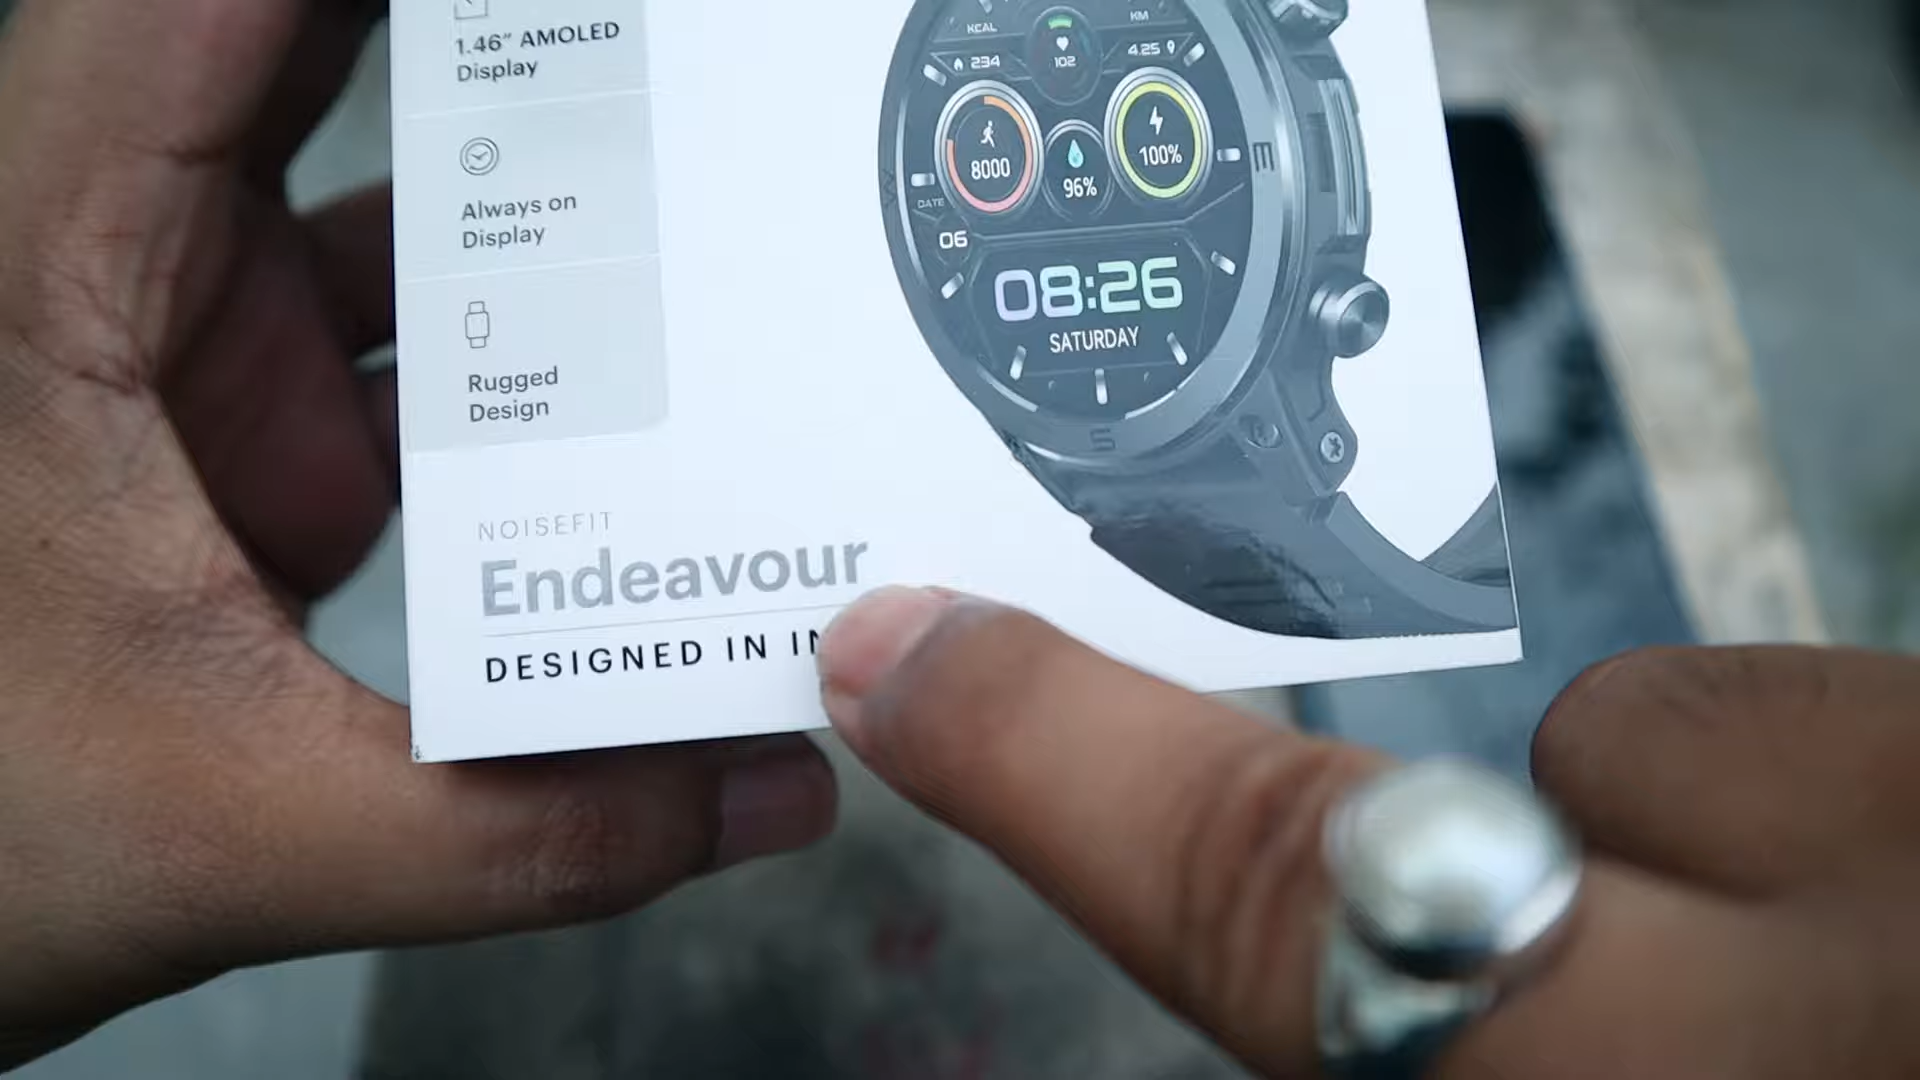 1.46” AMOLED
Display
Always on
Display
Rugged
Design
NOISEFIT
Endeavour
DESIGNED IN
KCAL
234
102
KM
4.25
8000
96%
100%
DATE
06
08:26
SATURDAY
W
E
S